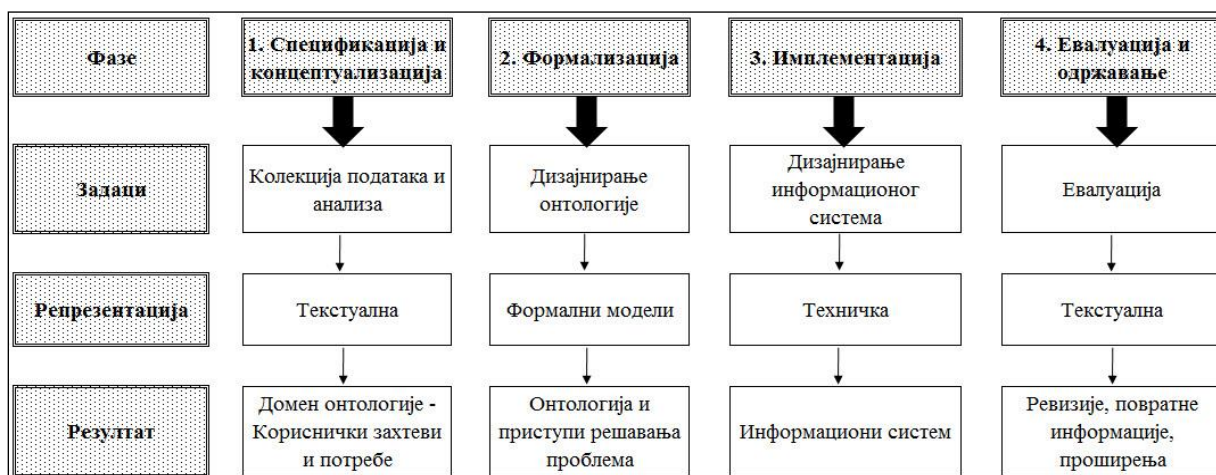 Фазе
1. Спецификација и
концептуализација
2. Формализација
3. Имплементација
4. Евалуација и
одржавање
Задаци
Колекција података и
анализа
Дизајнирање
онтологије
Дизајнирање
информационог
система
Евалуација
Репрезентација
Текстуална
Формални модели
Техничка
Текстуална
Резултат
Домен онтологије -
Кориснички захтеви
и потребе
Онтологија и
приступи решавања
проблема
Информациони систем
Ревизије, повратне
информације,
проширења